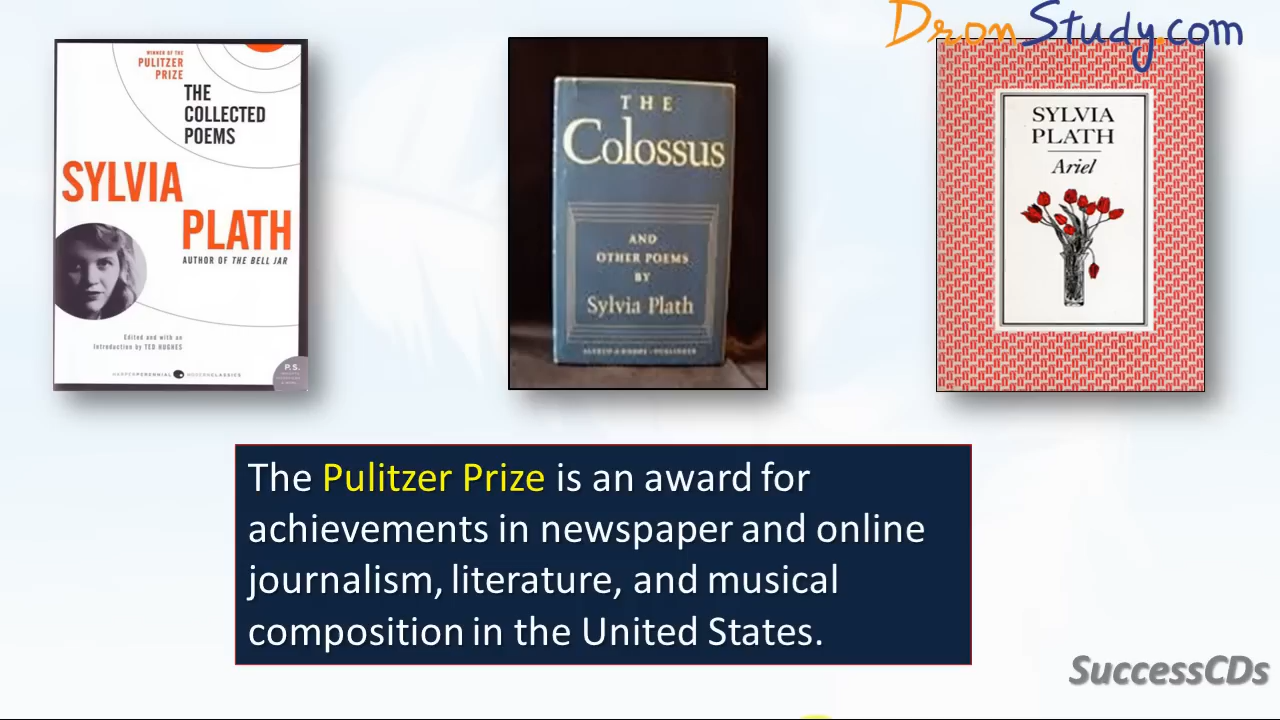 DronStudy.com
WINNER OF THE
PULITZER
PRIZE
THE
COLLECTED
POEMS
SYLVIA
PLATH
AUTHOR OF THE BELL JAR
Edited and with an
Introduction by TED HUGHES
HARPERPERENNIAL MODERNCLASSICS
P.S.
THE
Colossus
AND
OTHER POEMS
BY
Sylvia Plath
SYLVIA
PLATH
Ariel
The Pulitzer Prize is an award for
achievements in newspaper and online
journalism, literature, and musical
composition in the United States.
SuccessCDs